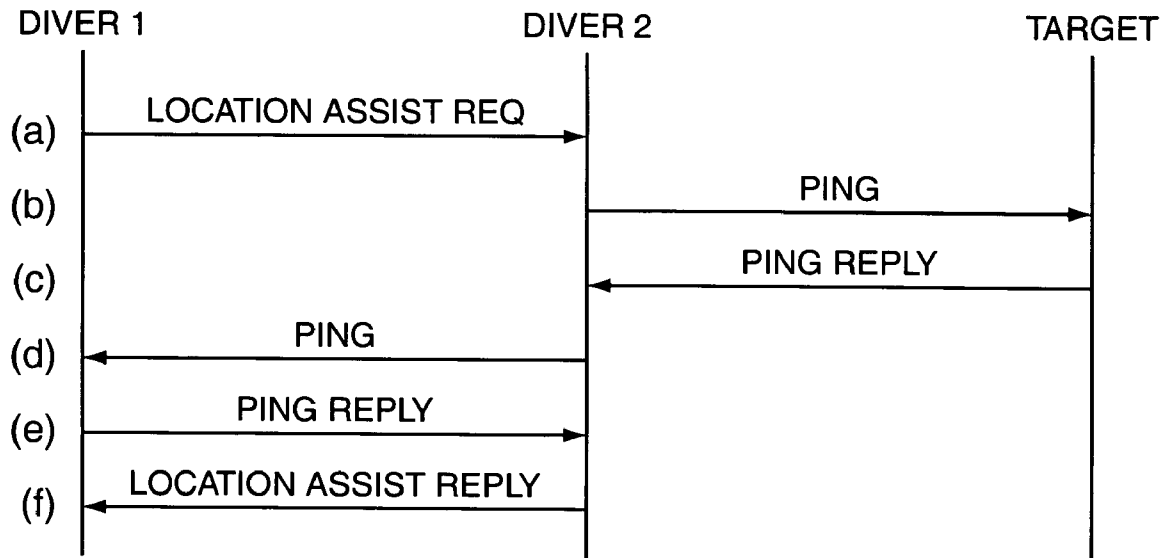 DIVER 1 DIVER 2 TARGET
(a) LOCATION ASSIST REQ
(b) PING
(c) PING REPLY
(d) PING
(e) PING REPLY
(f) LOCATION ASSIST REPLY